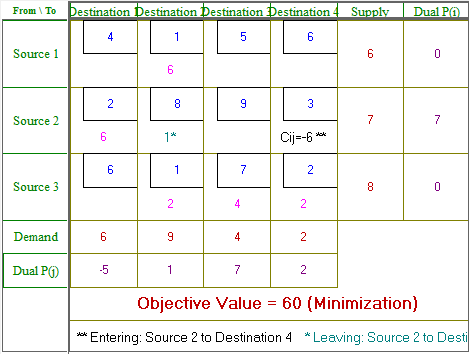 From \ To Destination 1 Destination 2 Destination 3 Destination 4 Supply Dual P(i)
4 1 5 6
Source 1 6 0
6
2 8 9 3
Source 2 7 7
6 1* Cij=-6 **
6 1 7 2
Source 3 8 0
2 4 2
Demand 6 9 4 2
Dual P(j) -5 1 7 2
Objective Value = 60 (Minimization)
** Entering: Source 2 to Destination 4 * Leaving: Source 2 to Desti